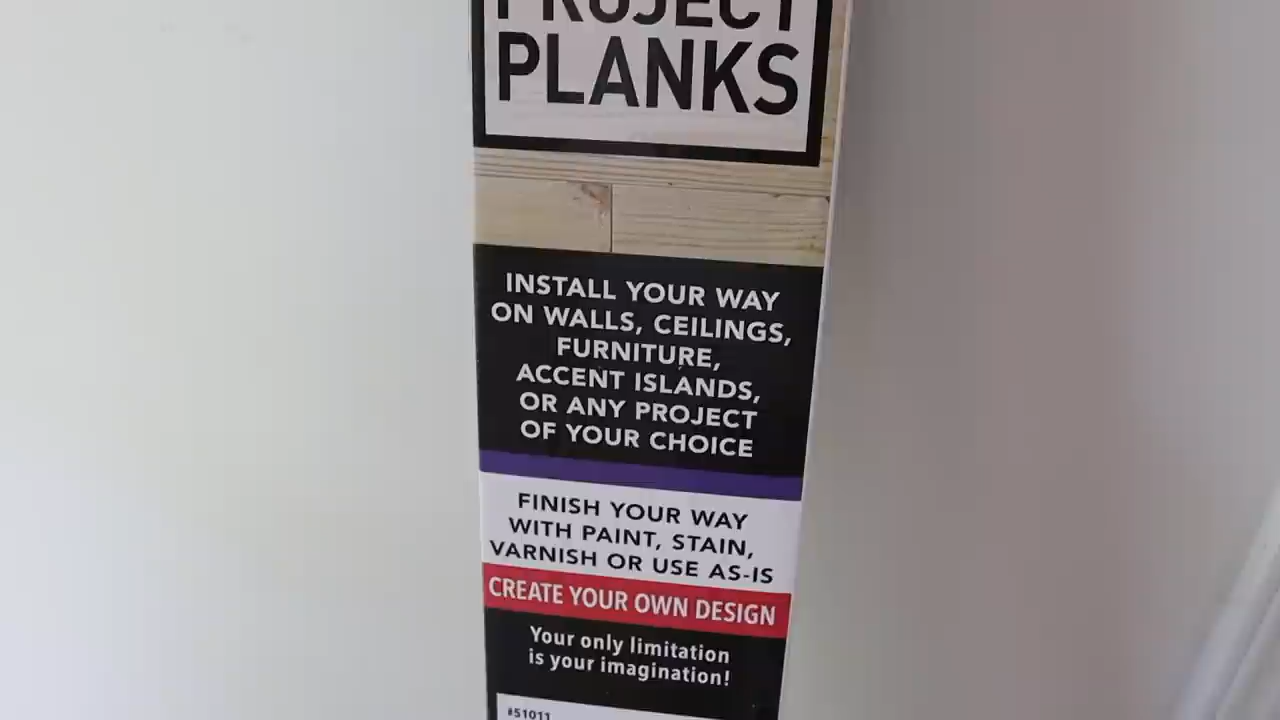 PROJECT
PLANKS
INSTALL YOUR WAY
ON WALLS, CEILINGS,
FURNITURE,
ACCENT ISLANDS,
OR ANY PROJECT
OF YOUR CHOICE
FINISH YOUR WAY
WITH PAINT, STAIN,
VARNISH OR USE AS-IS
CREATE YOUR OWN DESIGN
Your only limitation
is your imagination!
#51011